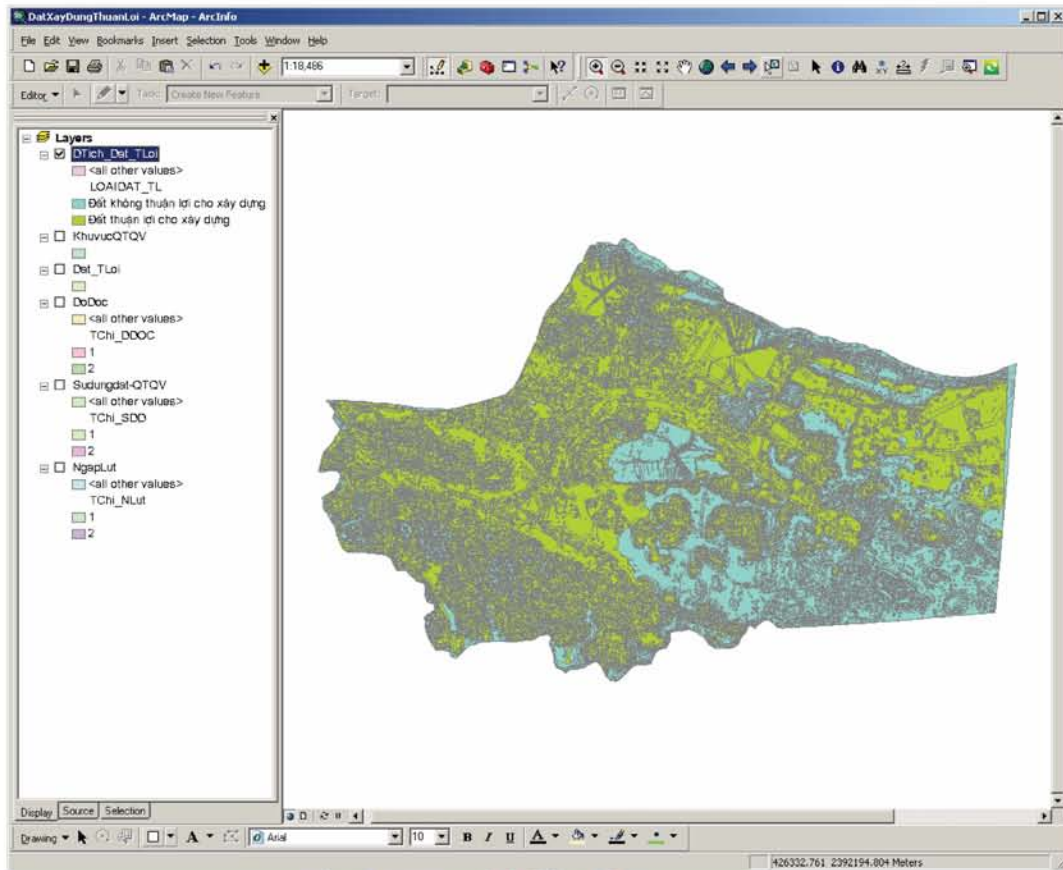 DatXayDungThuanLoi - ArcMap - ArcInfo
File Edit View Bookmarks Insert Selection Tools Window Help
1:18,486
Editor Task: Create New Feature Target:
Layers
DTich_Dat_TLoi
<all other values>
LOAIDAT_TL
Đất không thuận lợi cho xây dựng
Đất thuận lợi cho xây dựng
KhuvucQTQV
Dat_TLoi
DoDoc
<all other values>
TChi_DDOC
1
2
Sudungdat-QTQV
<all other values>
TChi_SDD
1
2
NgapLut
<all other values>
TChi_NLut
1
2
Display Source Selection
Drawing A Arial 10 B I U A
426332.761 2392194.804 Meters